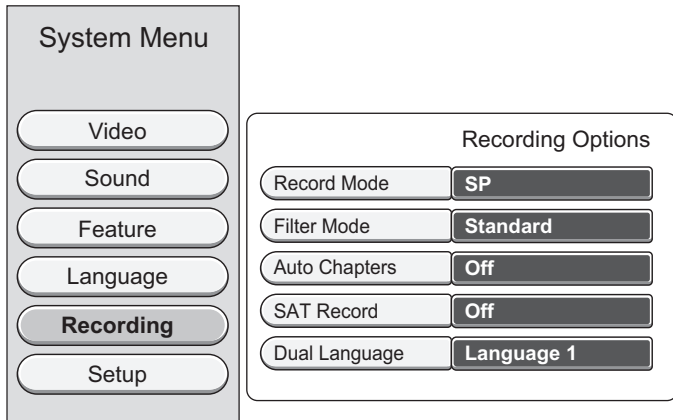 System Menu
Video
Sound
Feature
Language
Recording
Setup
Recording Options
Record Mode SP
Filter Mode Standard
Auto Chapters Off
SAT Record Off
Dual Language Language 1